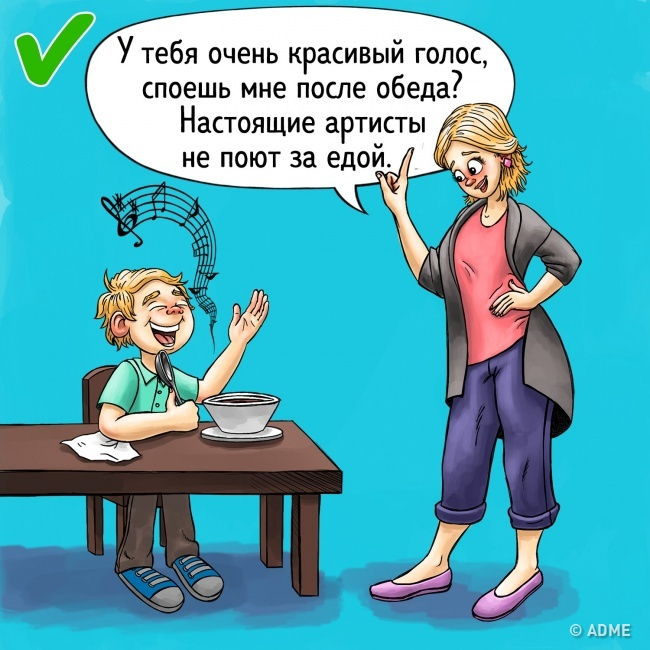 У тебя очень красивый голос,
споешь мне после обеда?
Настоящие артисты
не поют за едой.
© ADME